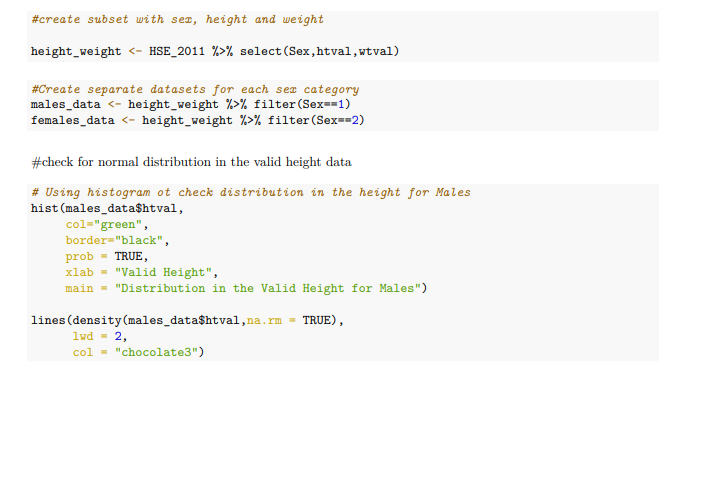 #create subset with sex, height and weight
height_weight <- HSE_2011 %>% select(Sex,htval,wtval)
#Create separate datasets for each sex category
males_data <- height_weight %>% filter(Sex==1)
females_data <- height_weight %>% filter(Sex==2)
#check for normal distribution in the valid height data
# Using histogram ot check distribution in the height for Males
hist(males_data$htval,
col="green",
border="black",
prob = TRUE,
xlab = "Valid Height",
main = "Distribution in the Valid Height for Males")
lines(density(males_data$htval,na.rm = TRUE),
lwd = 2,
col = "chocolate3")